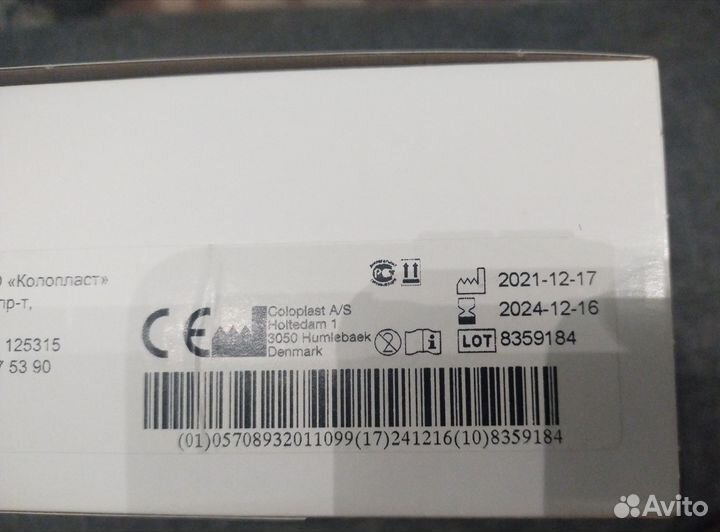 «Колопласт»
пр-т,
125315
7 53 90
CE
Coloplast A/S
Holtedam 1
3050 Humlebaek
Denmark
2021-12-17
2024-12-16
LOT 8359184
(01)05708932011099(17)241216(10)8359184
Avito